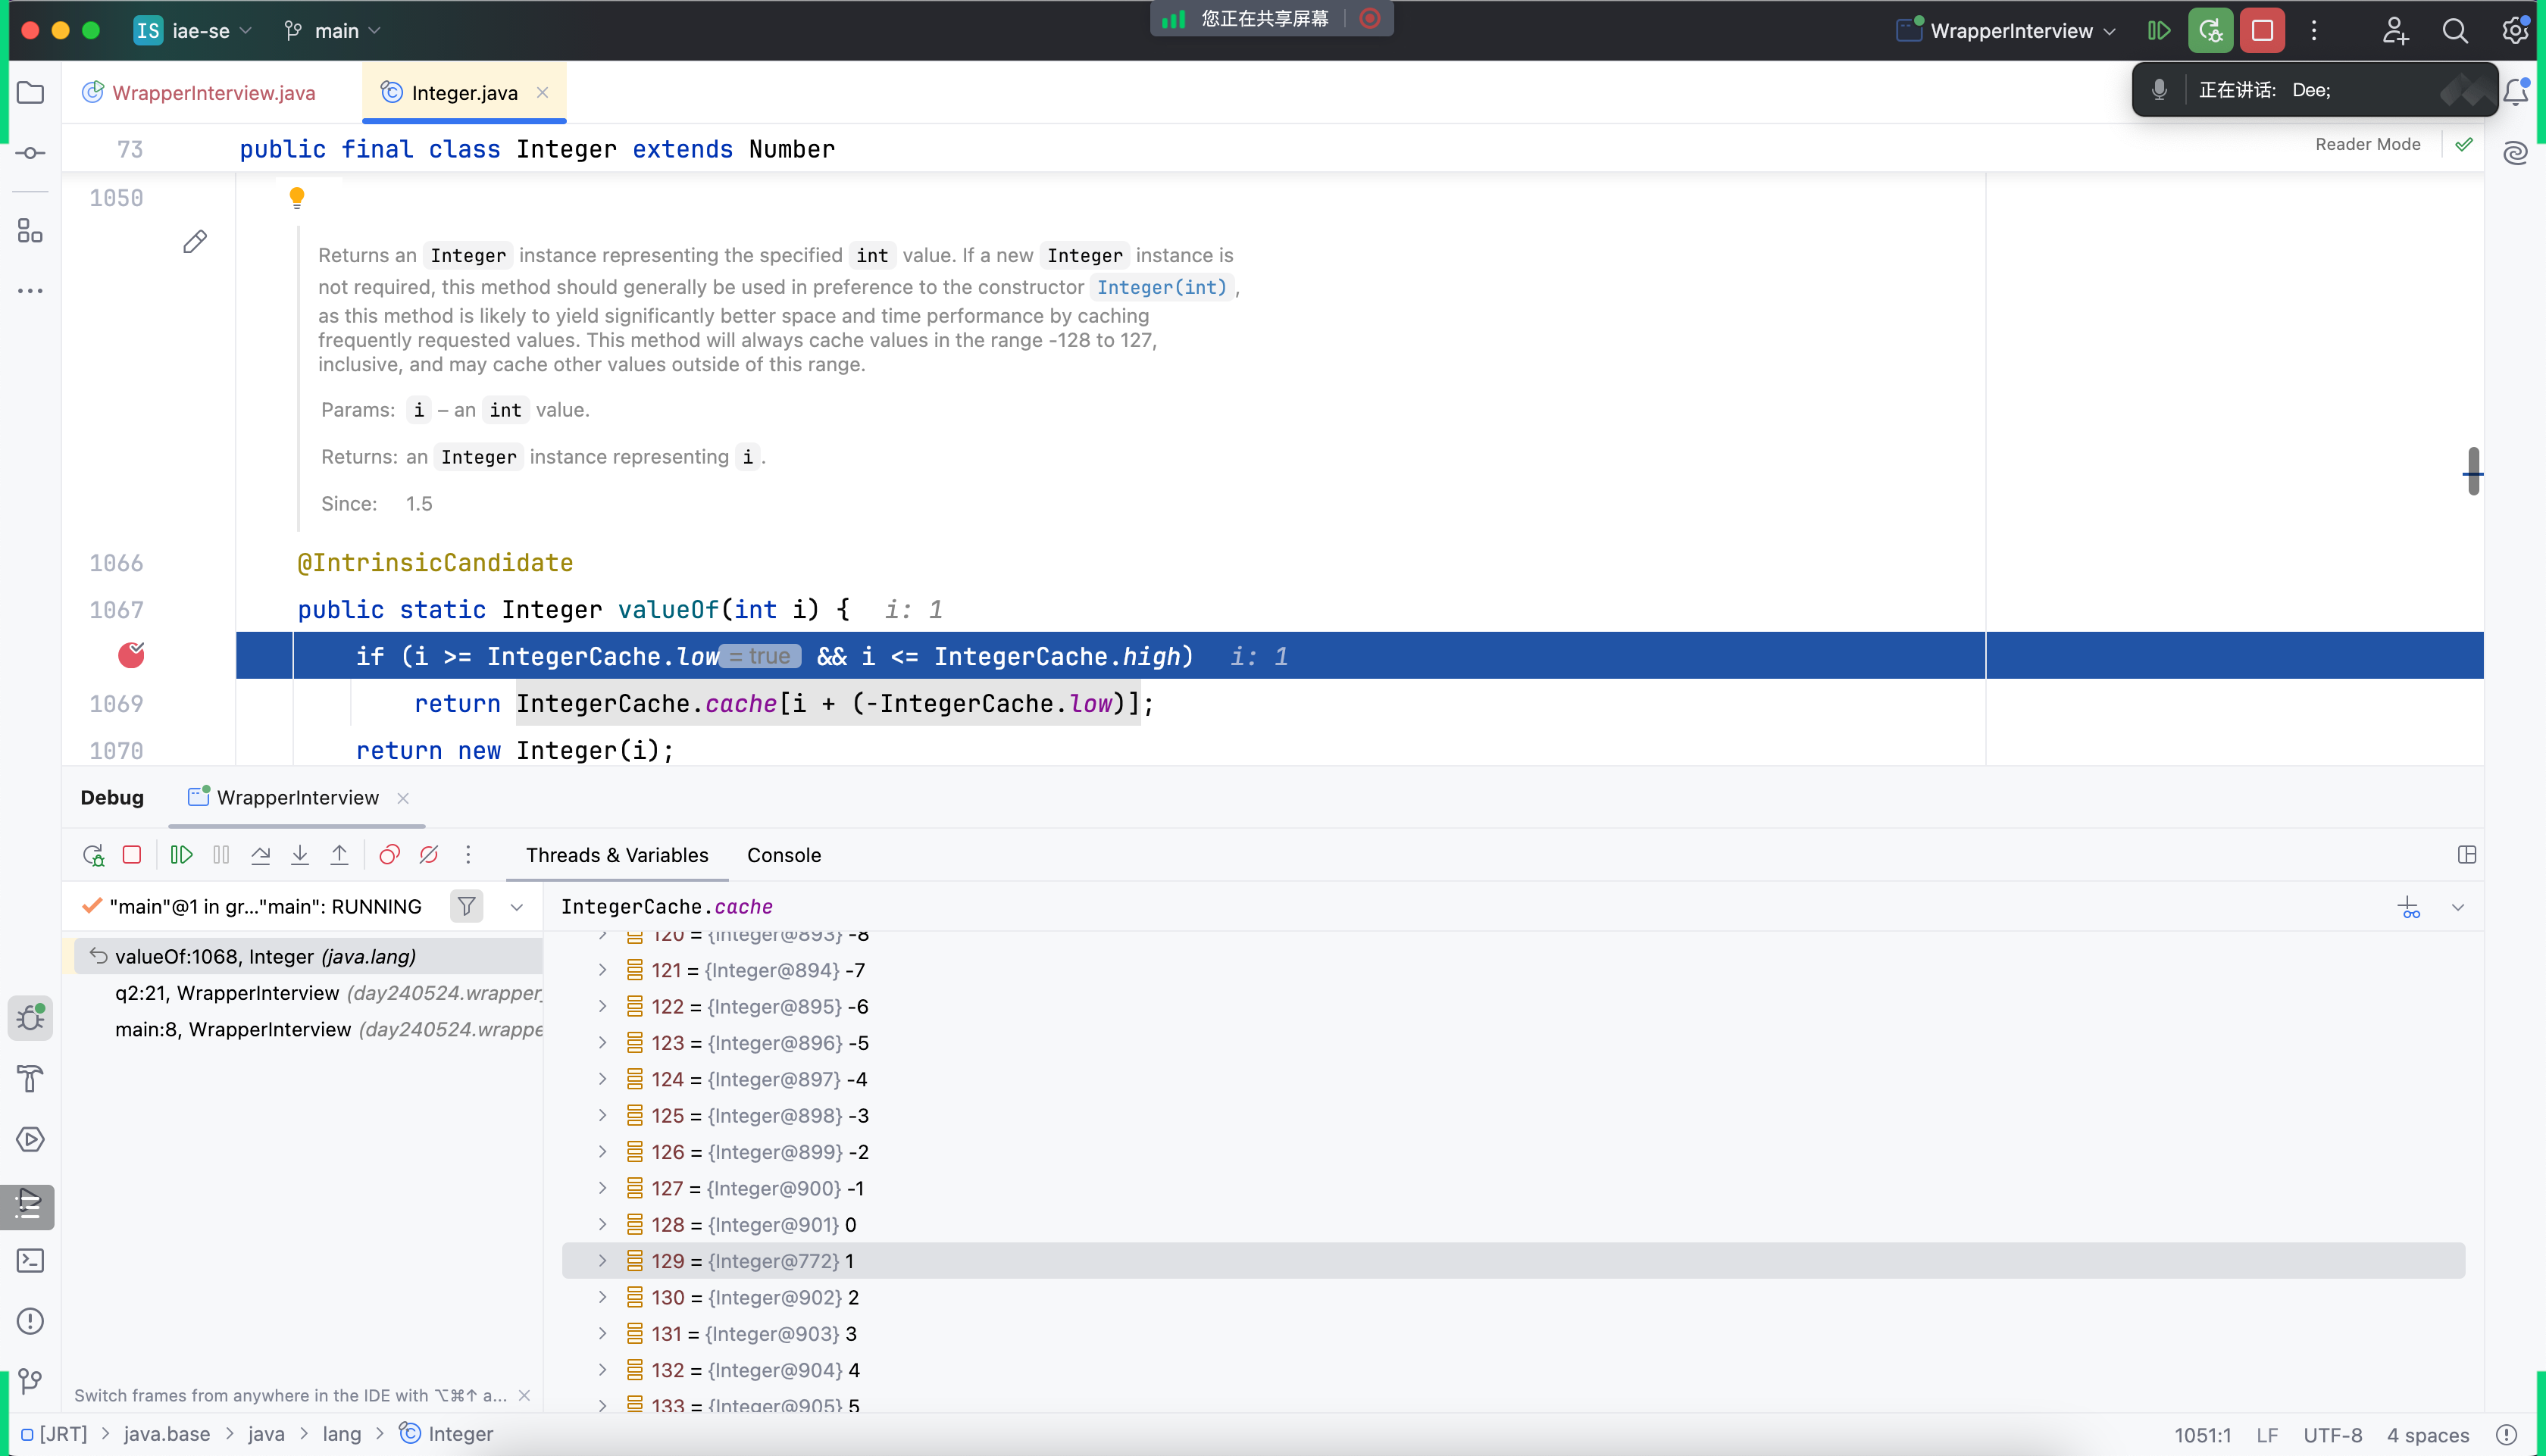 IS iae-se main 您正在共享屏幕 WrapperInterview
WrapperInterview.java Integer.java 正在讲话: Dee;
73 public final class Integer extends Number Reader Mode
1050
Returns an Integer instance representing the specified int value. If a new Integer instance is
not required, this method should generally be used in preference to the constructor Integer(int),
as this method is likely to yield significantly better space and time performance by caching
frequently requested values. This method will always cache values in the range -128 to 127,
inclusive, and may cache other values outside of this range.
Params: i – an int value.
Returns: an Integer instance representing i.
Since: 1.5
1066 @IntrinsicCandidate
1067 public static Integer valueOf(int i) { i: 1
if (i >= IntegerCache.low = true && i <= IntegerCache.high) i: 1
1069 return IntegerCache.cache[i + (-IntegerCache.low)];
1070 return new Integer(i);
Debug WrapperInterview
Threads & Variables Console
"main"@1 in gr..."main": RUNNING
valueOf:1068, Integer (java.lang)
q2:21, WrapperInterview (day240524.wrapper
main:8, WrapperInterview (day240524.wrappe
Switch frames from anywhere in the IDE with ⌥⌘↑ a...
IntegerCache.cache
120 = {Integer@893} -8
121 = {Integer@894} -7
122 = {Integer@895} -6
123 = {Integer@896} -5
124 = {Integer@897} -4
125 = {Integer@898} -3
126 = {Integer@899} -2
127 = {Integer@900} -1
128 = {Integer@901} 0
129 = {Integer@772} 1
130 = {Integer@902} 2
131 = {Integer@903} 3
132 = {Integer@904} 4
133 = {Integer@905} 5
[JRT] > java.base > java > lang > Integer 1051:1 LF UTF-8 4 spaces